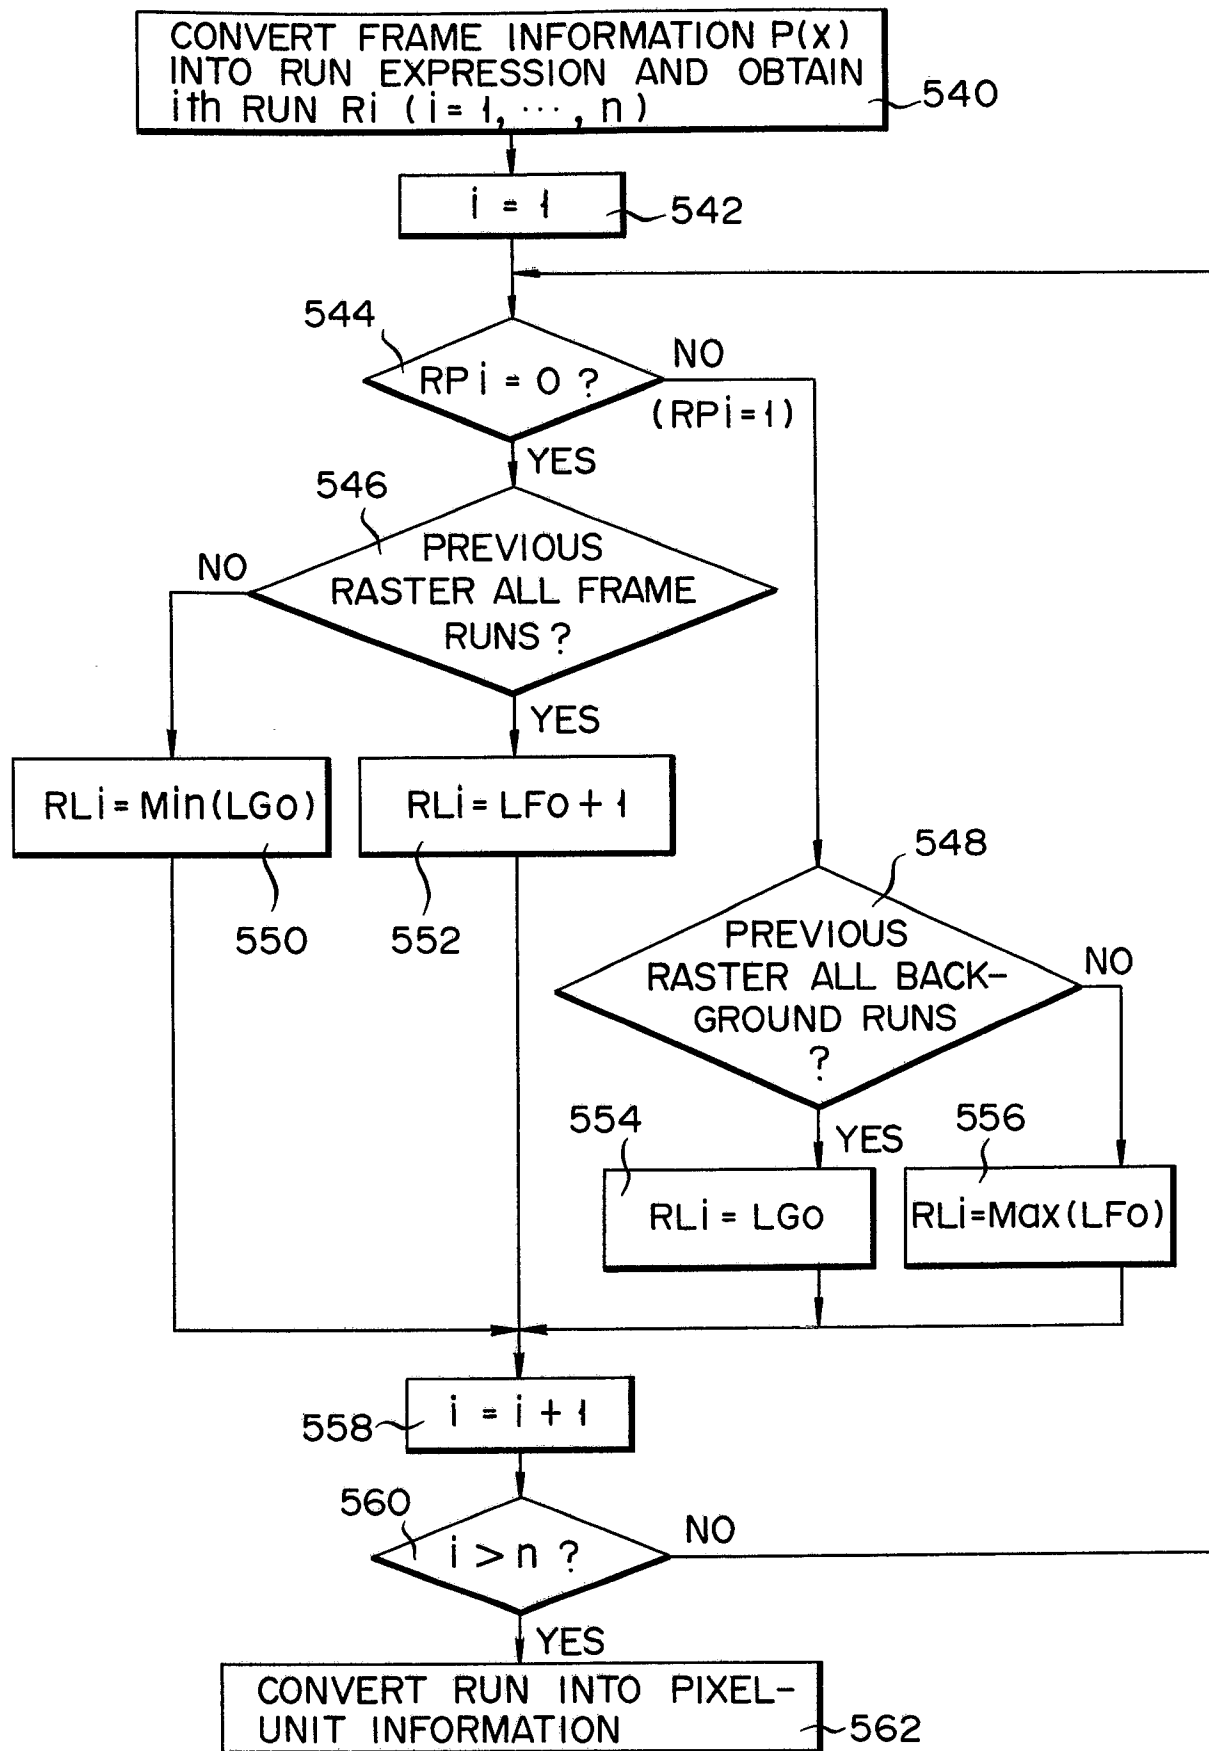 CONVERT FRAME INFORMATION P(x)
INTO RUN EXPRESSION AND OBTAIN
ith RUN Ri (i= 1, ···, n)
540
i = 1
542
544
RPi = 0 ?
NO
(RPi=1)
YES
546
PREVIOUS
RASTER ALL FRAME
RUNS ?
NO
YES
RLi = Min(LGo)
550
RLi = LFo + 1
552
548
PREVIOUS
RASTER ALL BACK-
GROUND RUNS
?
NO
YES
554
RLi = LGo
556
RLi=Max(LFo)
558
i = i + 1
560
i > n ?
NO
YES
CONVERT RUN INTO PIXEL-
UNIT INFORMATION
562